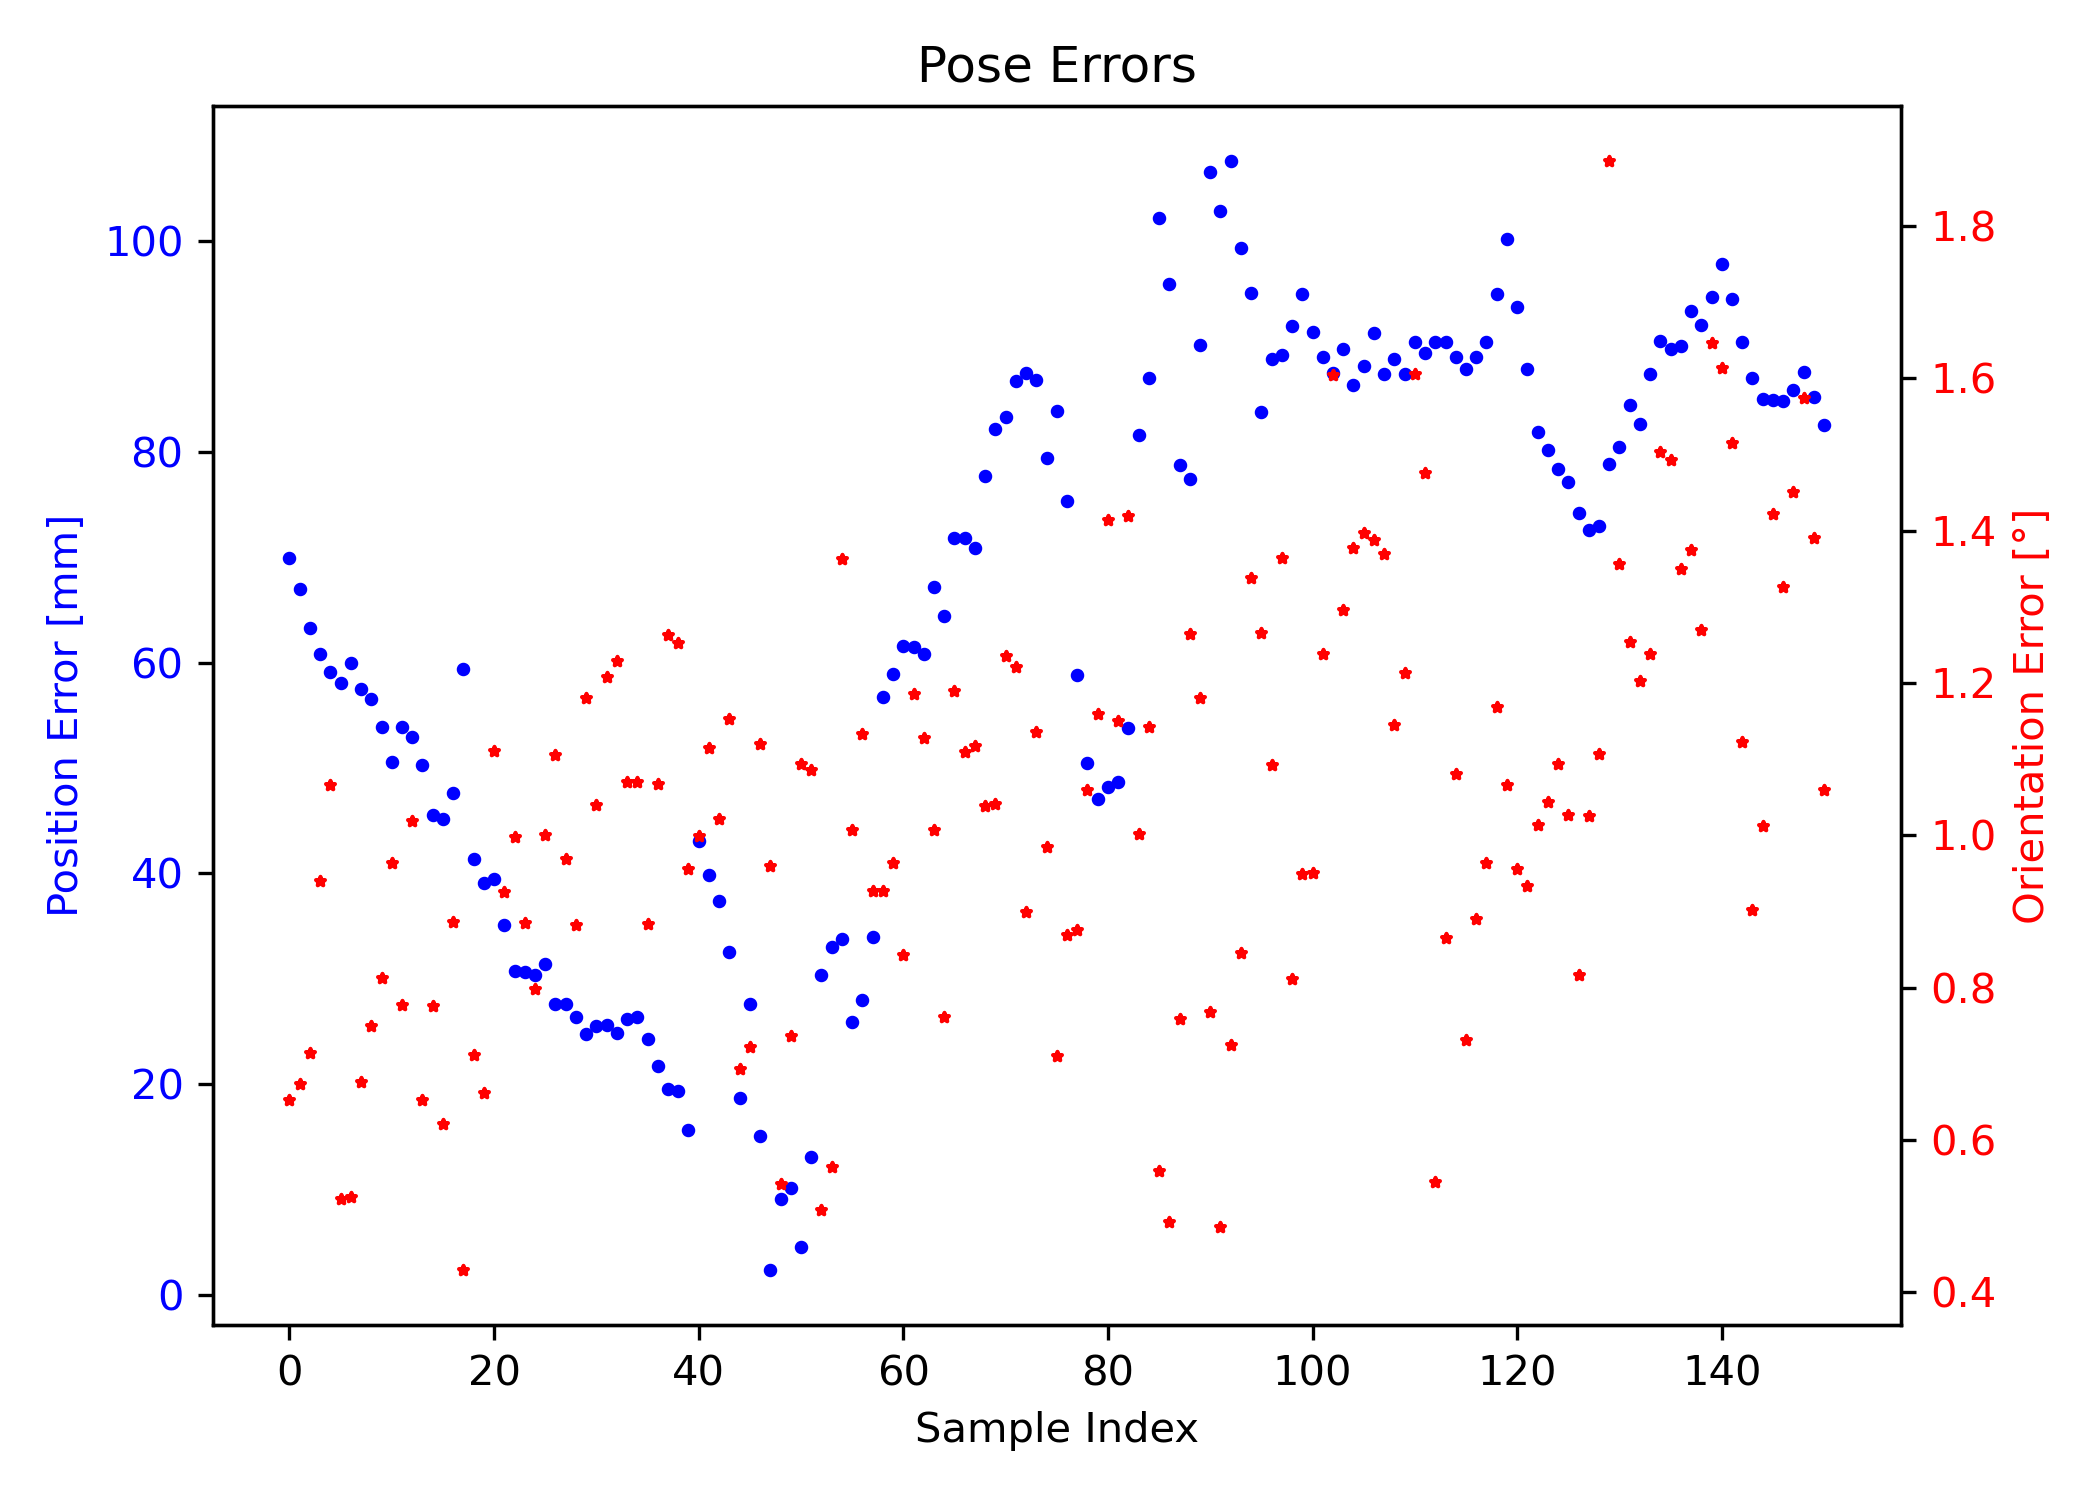 Pose Errors
100
80
60
40
20
0
Position Error [mm]
1.8
1.6
1.4
1.2
1.0
0.8
0.6
0.4
Orientation Error [°]
0 20 40 60 80 100 120 140
Sample Index